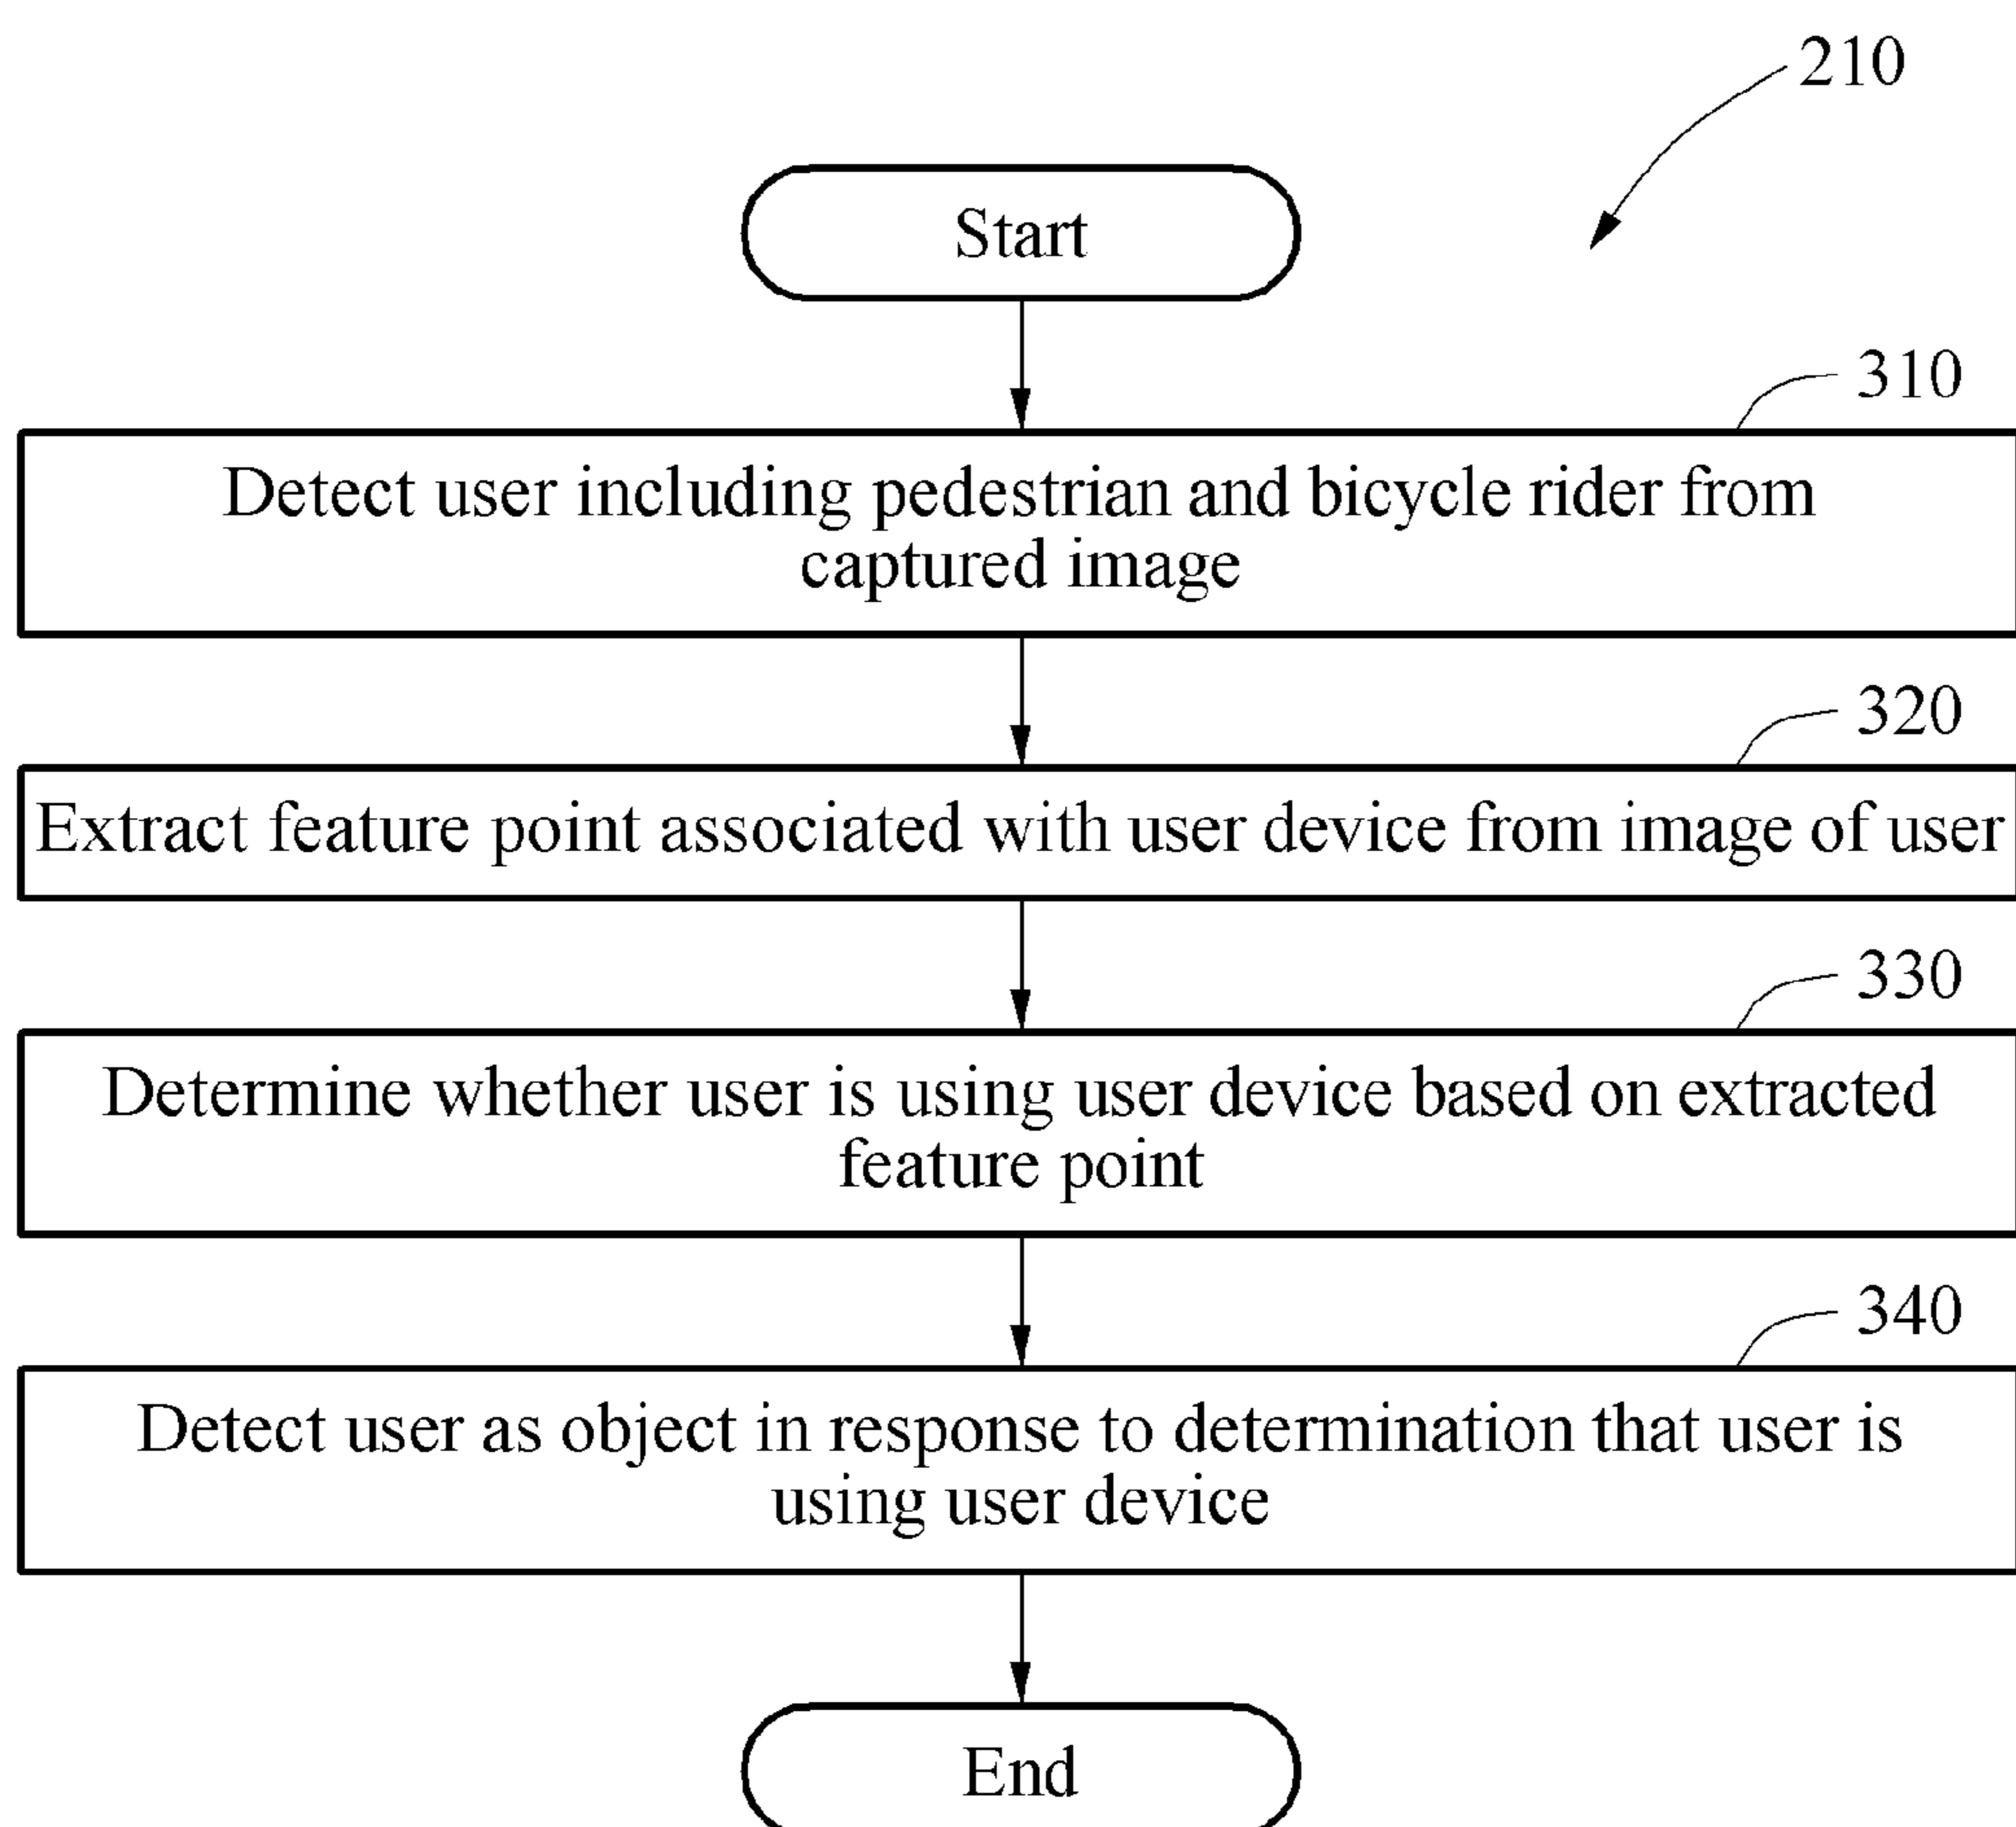 210
Start
310
Detect user including pedestrian and bicycle rider from
captured image
320
Extract feature point associated with user device from image of user
330
Determine whether user is using user device based on extracted
feature point
340
Detect user as object in response to determination that user is
using user device
End